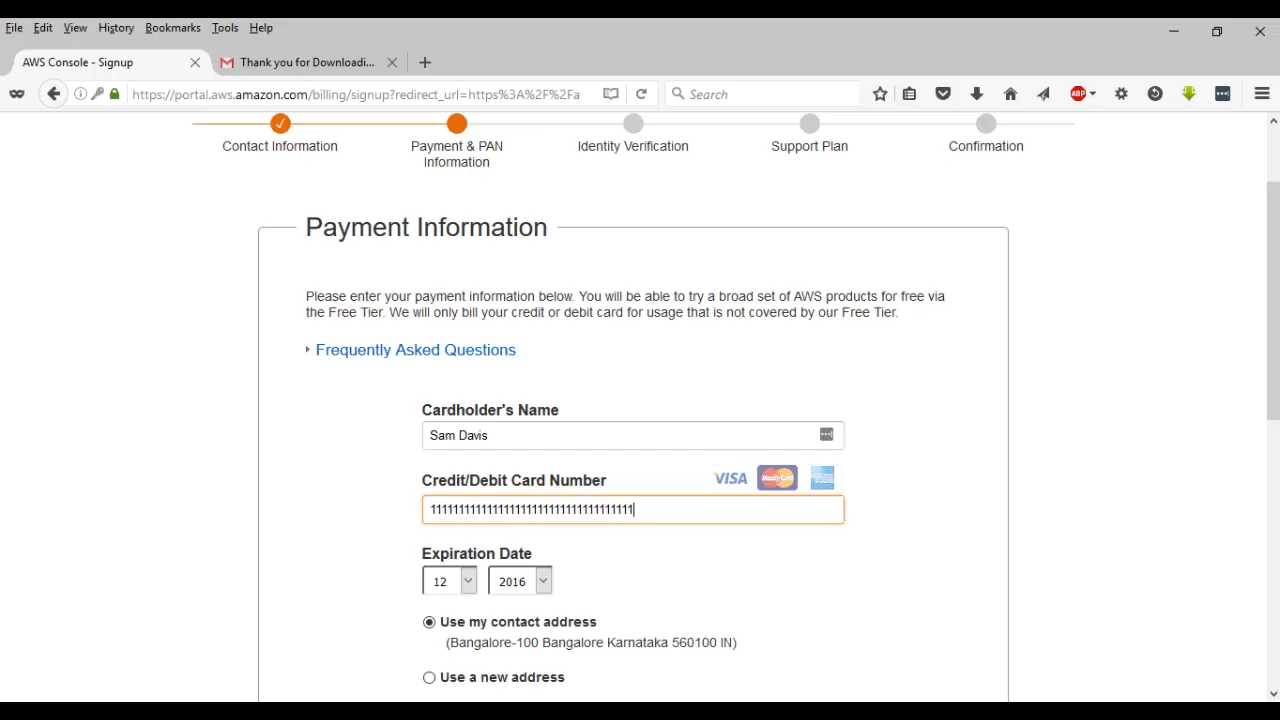 File Edit View History Bookmarks Tools Help
AWS Console - Signup
Thank you for Downloadi...
https://portal.aws.amazon.com/billing/signup?redirect_url=https%3A%2F%2Fa
Search
ABP
Contact Information
Payment & PAN
Information
Identity Verification
Support Plan
Confirmation
Payment Information
Please enter your payment information below. You will be able to try a broad set of AWS products for free via
the Free Tier. We will only bill your credit or debit card for usage that is not covered by our Free Tier.
Frequently Asked Questions
Cardholder's Name
Sam Davis
Credit/Debit Card Number
VISA MasterCard
Expiration Date
12 2016
Use my contact address
(Bangalore-100 Bangalore Karnataka 560100 IN)
Use a new address